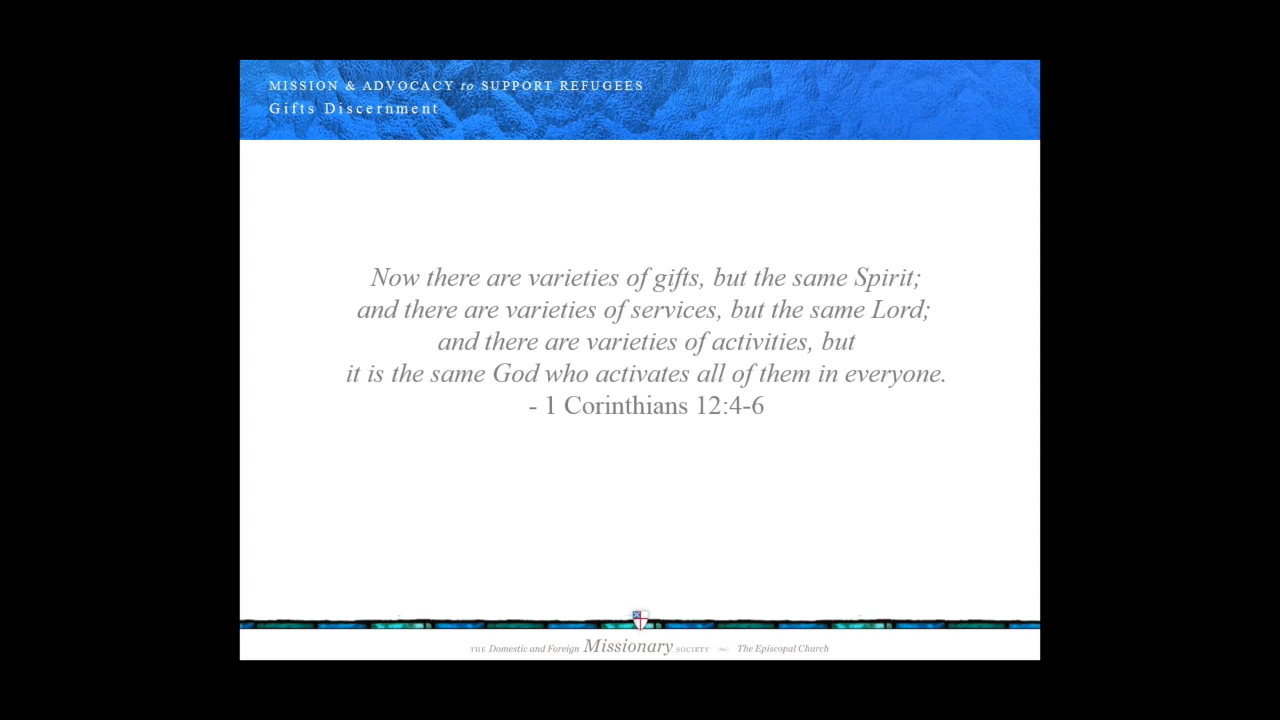 MISSION & ADVOCACY to SUPPORT REFUGEES
Gifts Discernment
Now there are varieties of gifts, but the same Spirit;
and there are varieties of services, but the same Lord;
and there are varieties of activities, but
it is the same God who activates all of them in everyone.
- 1 Corinthians 12:4-6
THE Domestic and Foreign Missionary SOCIETY The Episcopal Church